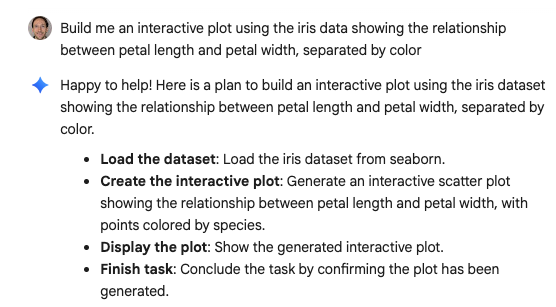 Build me an interactive plot using the iris data showing the relationship
between petal length and petal width, separated by color
Happy to help! Here is a plan to build an interactive plot using the iris dataset
showing the relationship between petal length and petal width, separated by
color.
• Load the dataset: Load the iris dataset from seaborn.
• Create the interactive plot: Generate an interactive scatter plot
showing the relationship between petal length and petal width, with
points colored by species.
• Display the plot: Show the generated interactive plot.
• Finish task: Conclude the task by confirming the plot has been
generated.